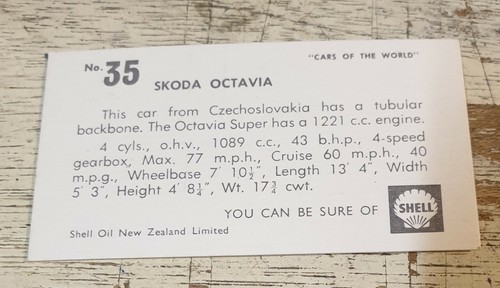 No. 35 "CARS OF THE WORLD"
SKODA OCTAVIA
This car from Czechoslovakia has a tubular
backbone. The Octavia Super has a 1221 c.c. engine.
4 cyls., o.h.v., 1089 c.c., 43 b.h.p., 4-speed
gearbox, Max. 77 m.p.h., Cruise 60 m.p.h., 40
m.p.g., Wheelbase 7' 10½", Length 13' 4", Width
5' 3", Height 4' 8¼", Wt. 17¾ cwt.
YOU CAN BE SURE OF SHELL
Shell Oil New Zealand Limited